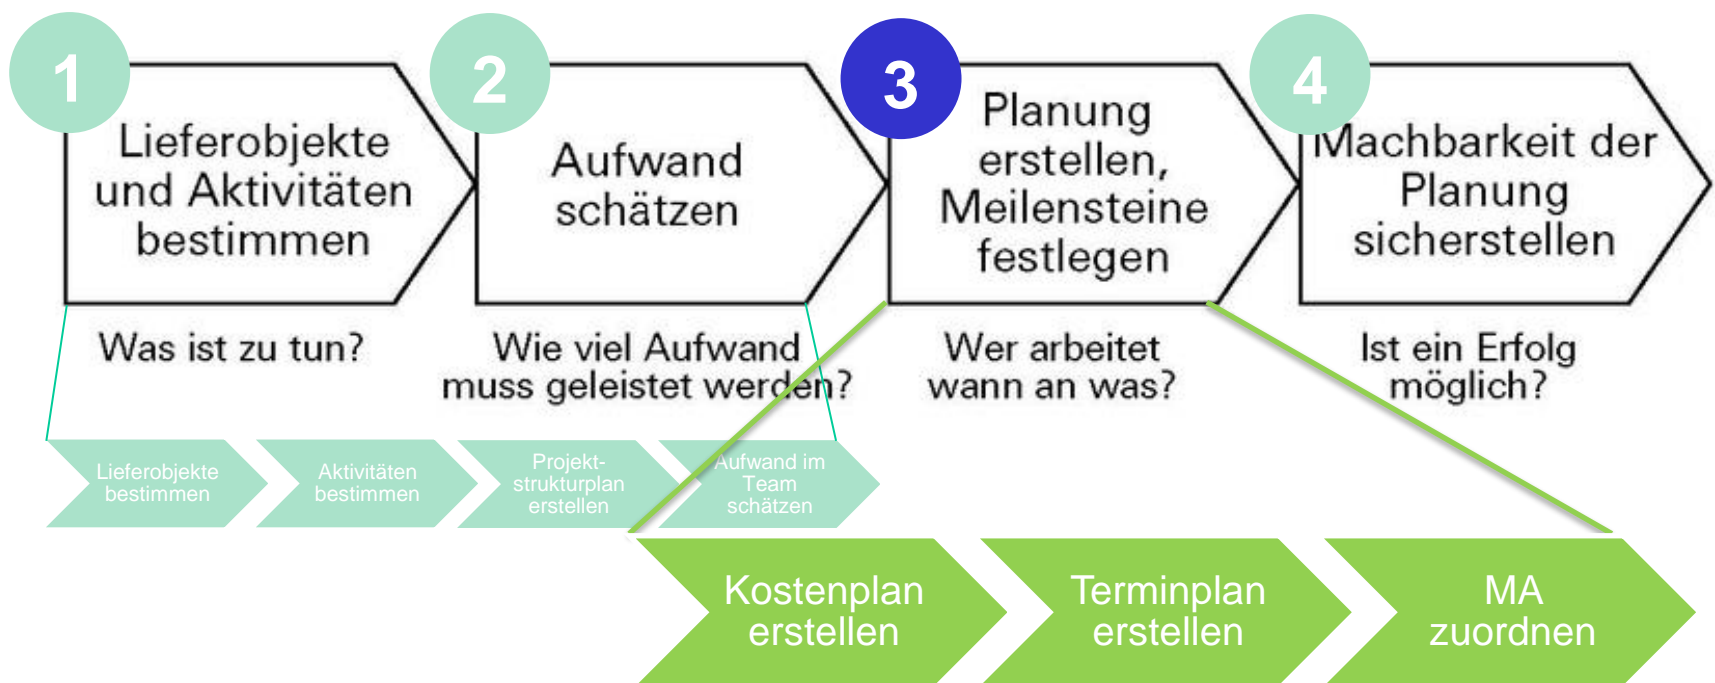 1
Lieferobjekte
und Aktivitäten
bestimmen
Was ist zu tun?
2
Aufwand
schätzen
Wie viel Aufwand
muss geleistet werden?
3
Planung
erstellen,
Meilensteine
festlegen
Wer arbeitet
wann an was?
4
Machbarkeit der
Planung
sicherstellen
Ist ein Erfolg
möglich?
Lieferobjekte
bestimmen
Aktivitäten
bestimmen
Projekt-
strukturplan
erstellen
Aufwand im
Team
schätzen
Kostenplan
erstellen
Terminplan
erstellen
MA
zuordnen